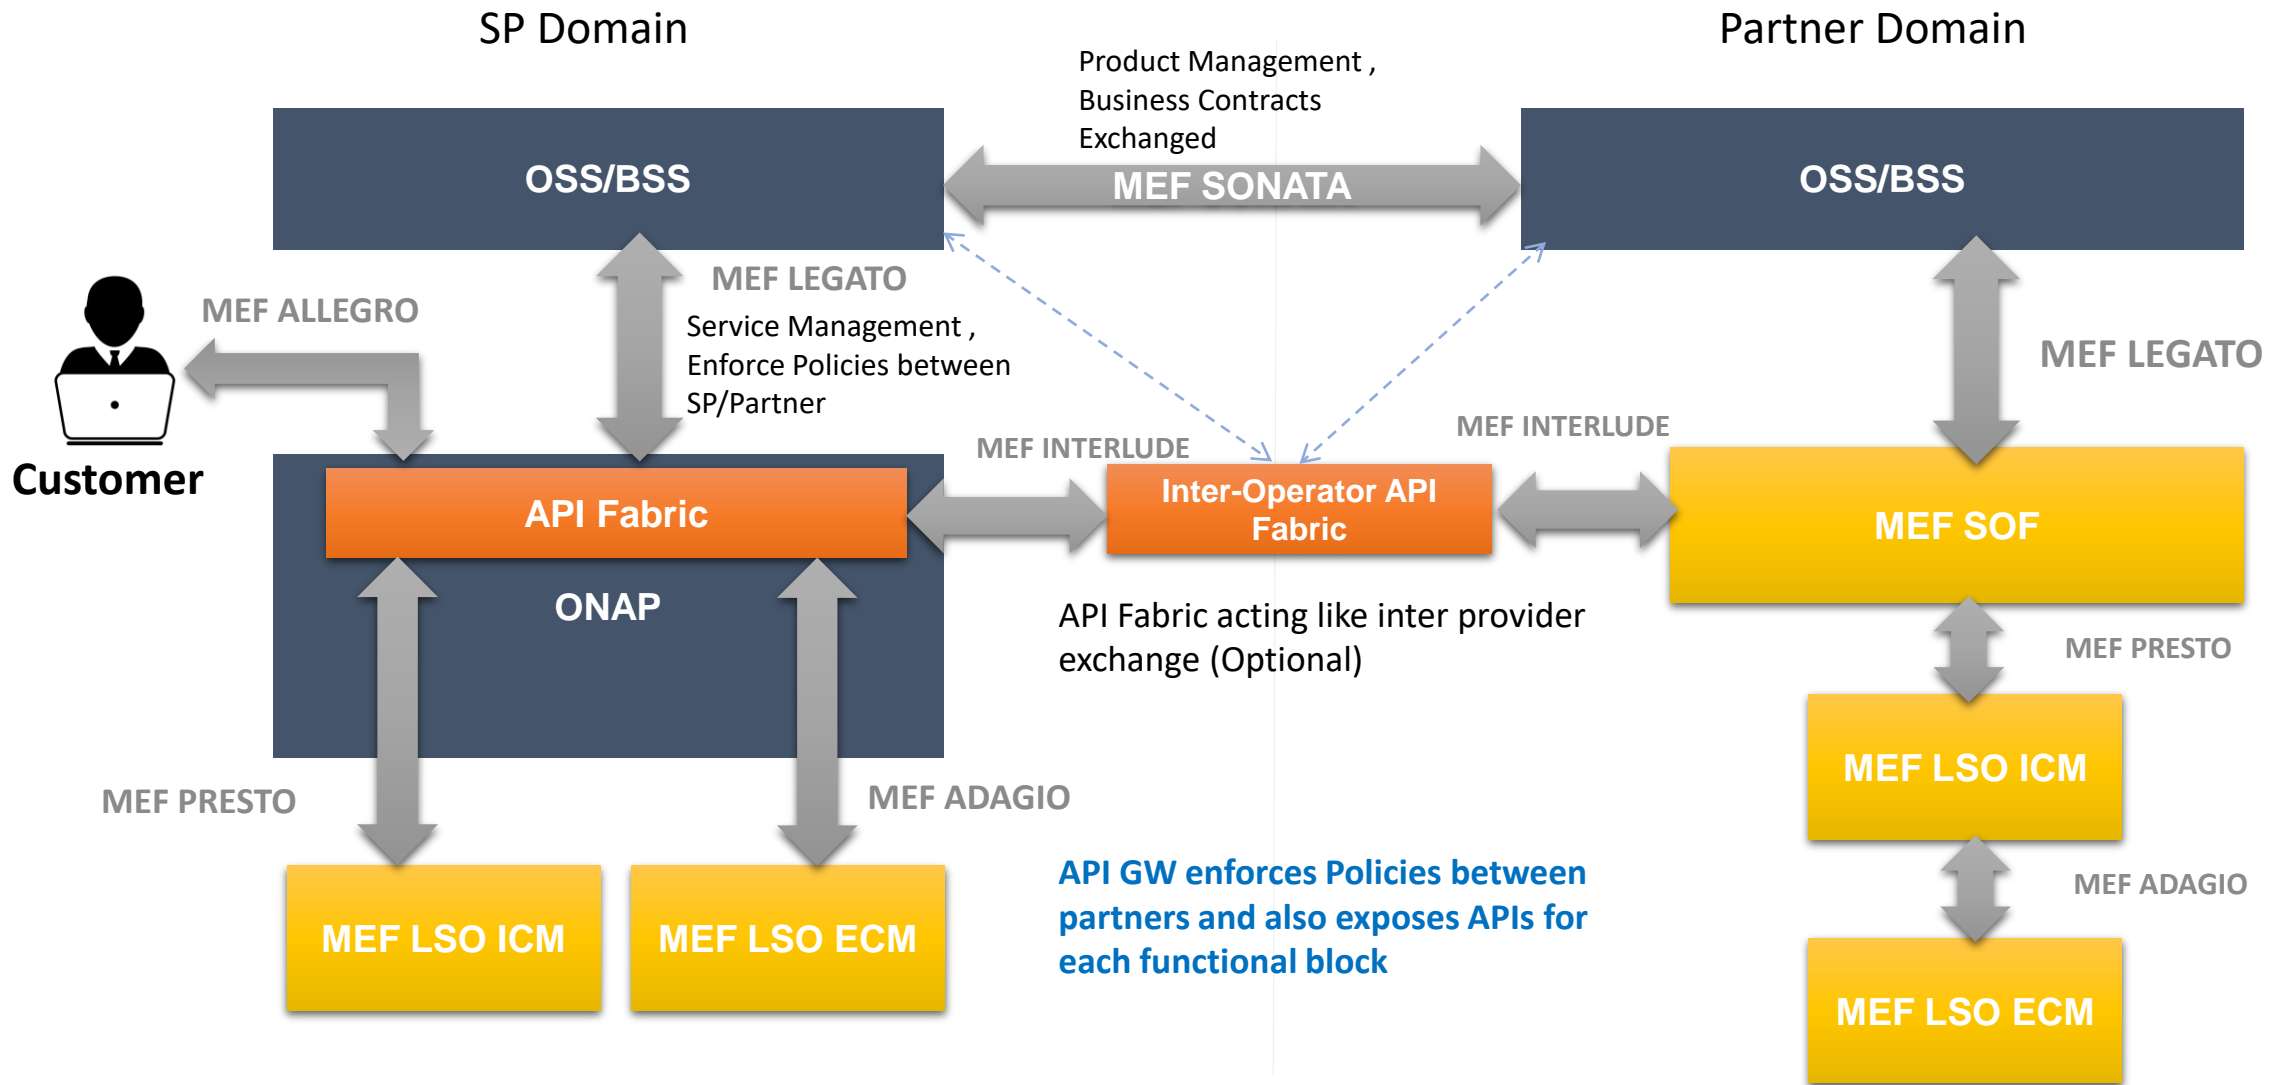 SP Domain
Partner Domain
Product Management ,
Business Contracts
Exchanged
OSS/BSS
MEF SONATA
OSS/BSS
MEF ALLEGRO
MEF LEGATO
Service Management ,
Enforce Policies between
SP/Partner
MEF LEGATO
Customer
MEF INTERLUDE
MEF INTERLUDE
API Fabric
Inter-Operator API
Fabric
MEF SOF
ONAP
API Fabric acting like inter provider
exchange (Optional)
MEF PRESTO
MEF PRESTO
MEF ADAGIO
MEF LSO ICM
API GW enforces Policies between
partners and also exposes APIs for
each functional block
MEF ADAGIO
MEF LSO ICM
MEF LSO ECM
MEF LSO ECM